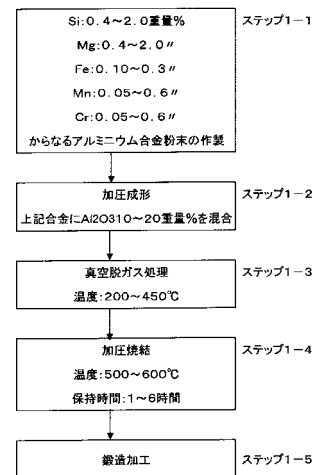 Si:0.4~2.0重量% ステップ1-1
Mg:0.4~2.0〃
Fe:0.10~0.3〃
Mn:0.05~0.6〃
Cr:0.05~0.6〃
からなるアルミニウム合金粉末の作製
加圧成形 ステップ1-2
上記合金にAi2O310~20重量%を混合
真空脱ガス処理 ステップ1-3
温度:200~450℃
加圧焼結 ステップ1-4
温度:500~600℃
保持時間:1~6時間
鍛造加工 ステップ1-5